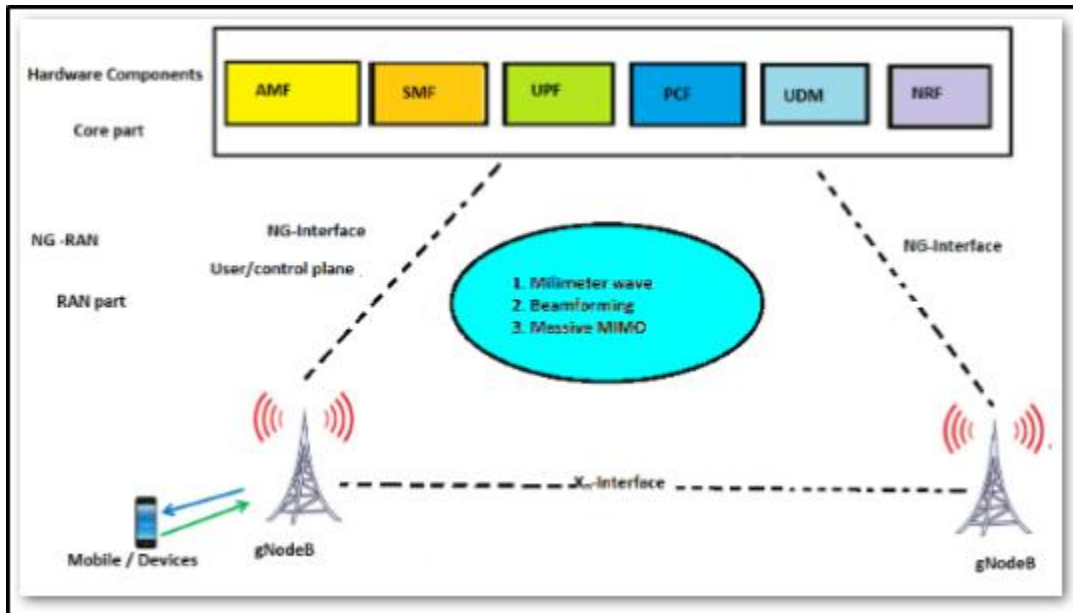 Hardware Components
Core part
AMF
SMF
UPF
PCF
UDM
NRF
NG -RAN
RAN part
NG-Interface
User/control plane
NG-Interface
1. Milimeter wave
2. Beamforming
3. Massive MIMO
Xn-Interface
Mobile / Devices
gNodeB
gNodeB